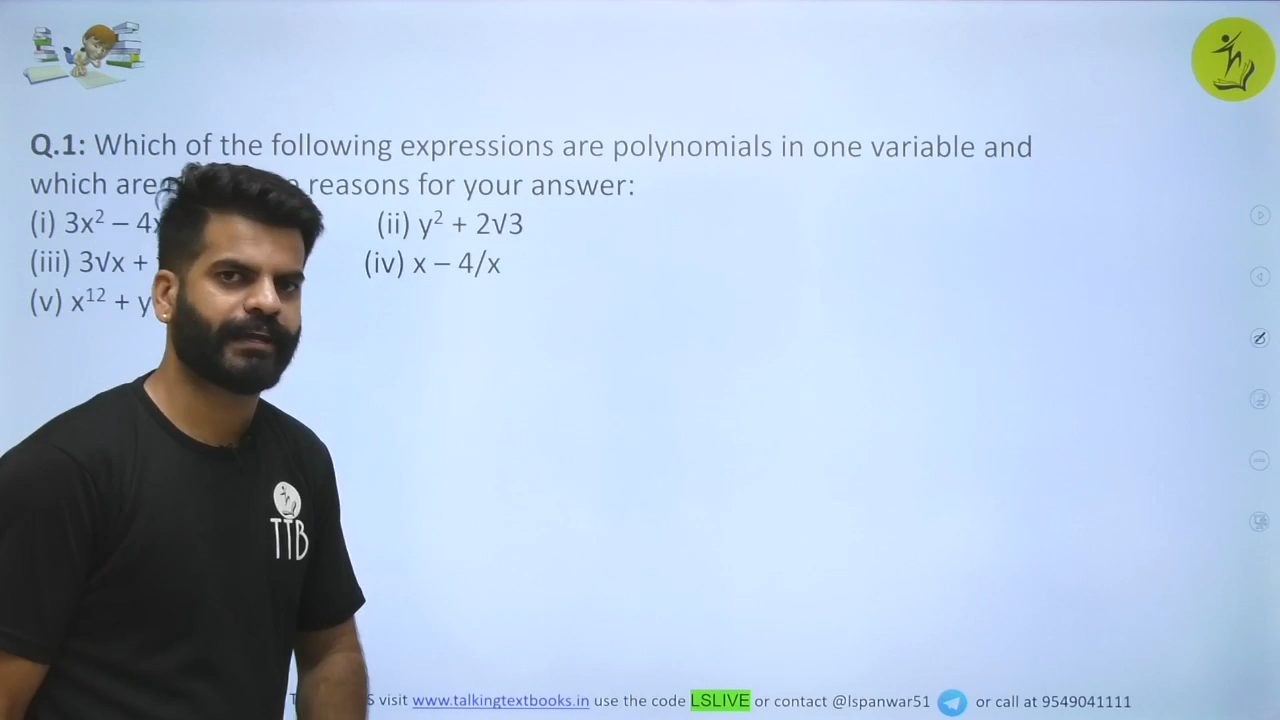 Q.1: Which of the following expressions are polynomials in one variable and
which are reasons for your answer:
(i) 3x² – 4 (ii) y² + 2√3
(iii) 3√x + (iv) x – 4/x
(v) x¹² + y
TTB
visit www.talkingtextbooks.in use the code LSLIVE or contact @lspanwar51 or call at 9549041111